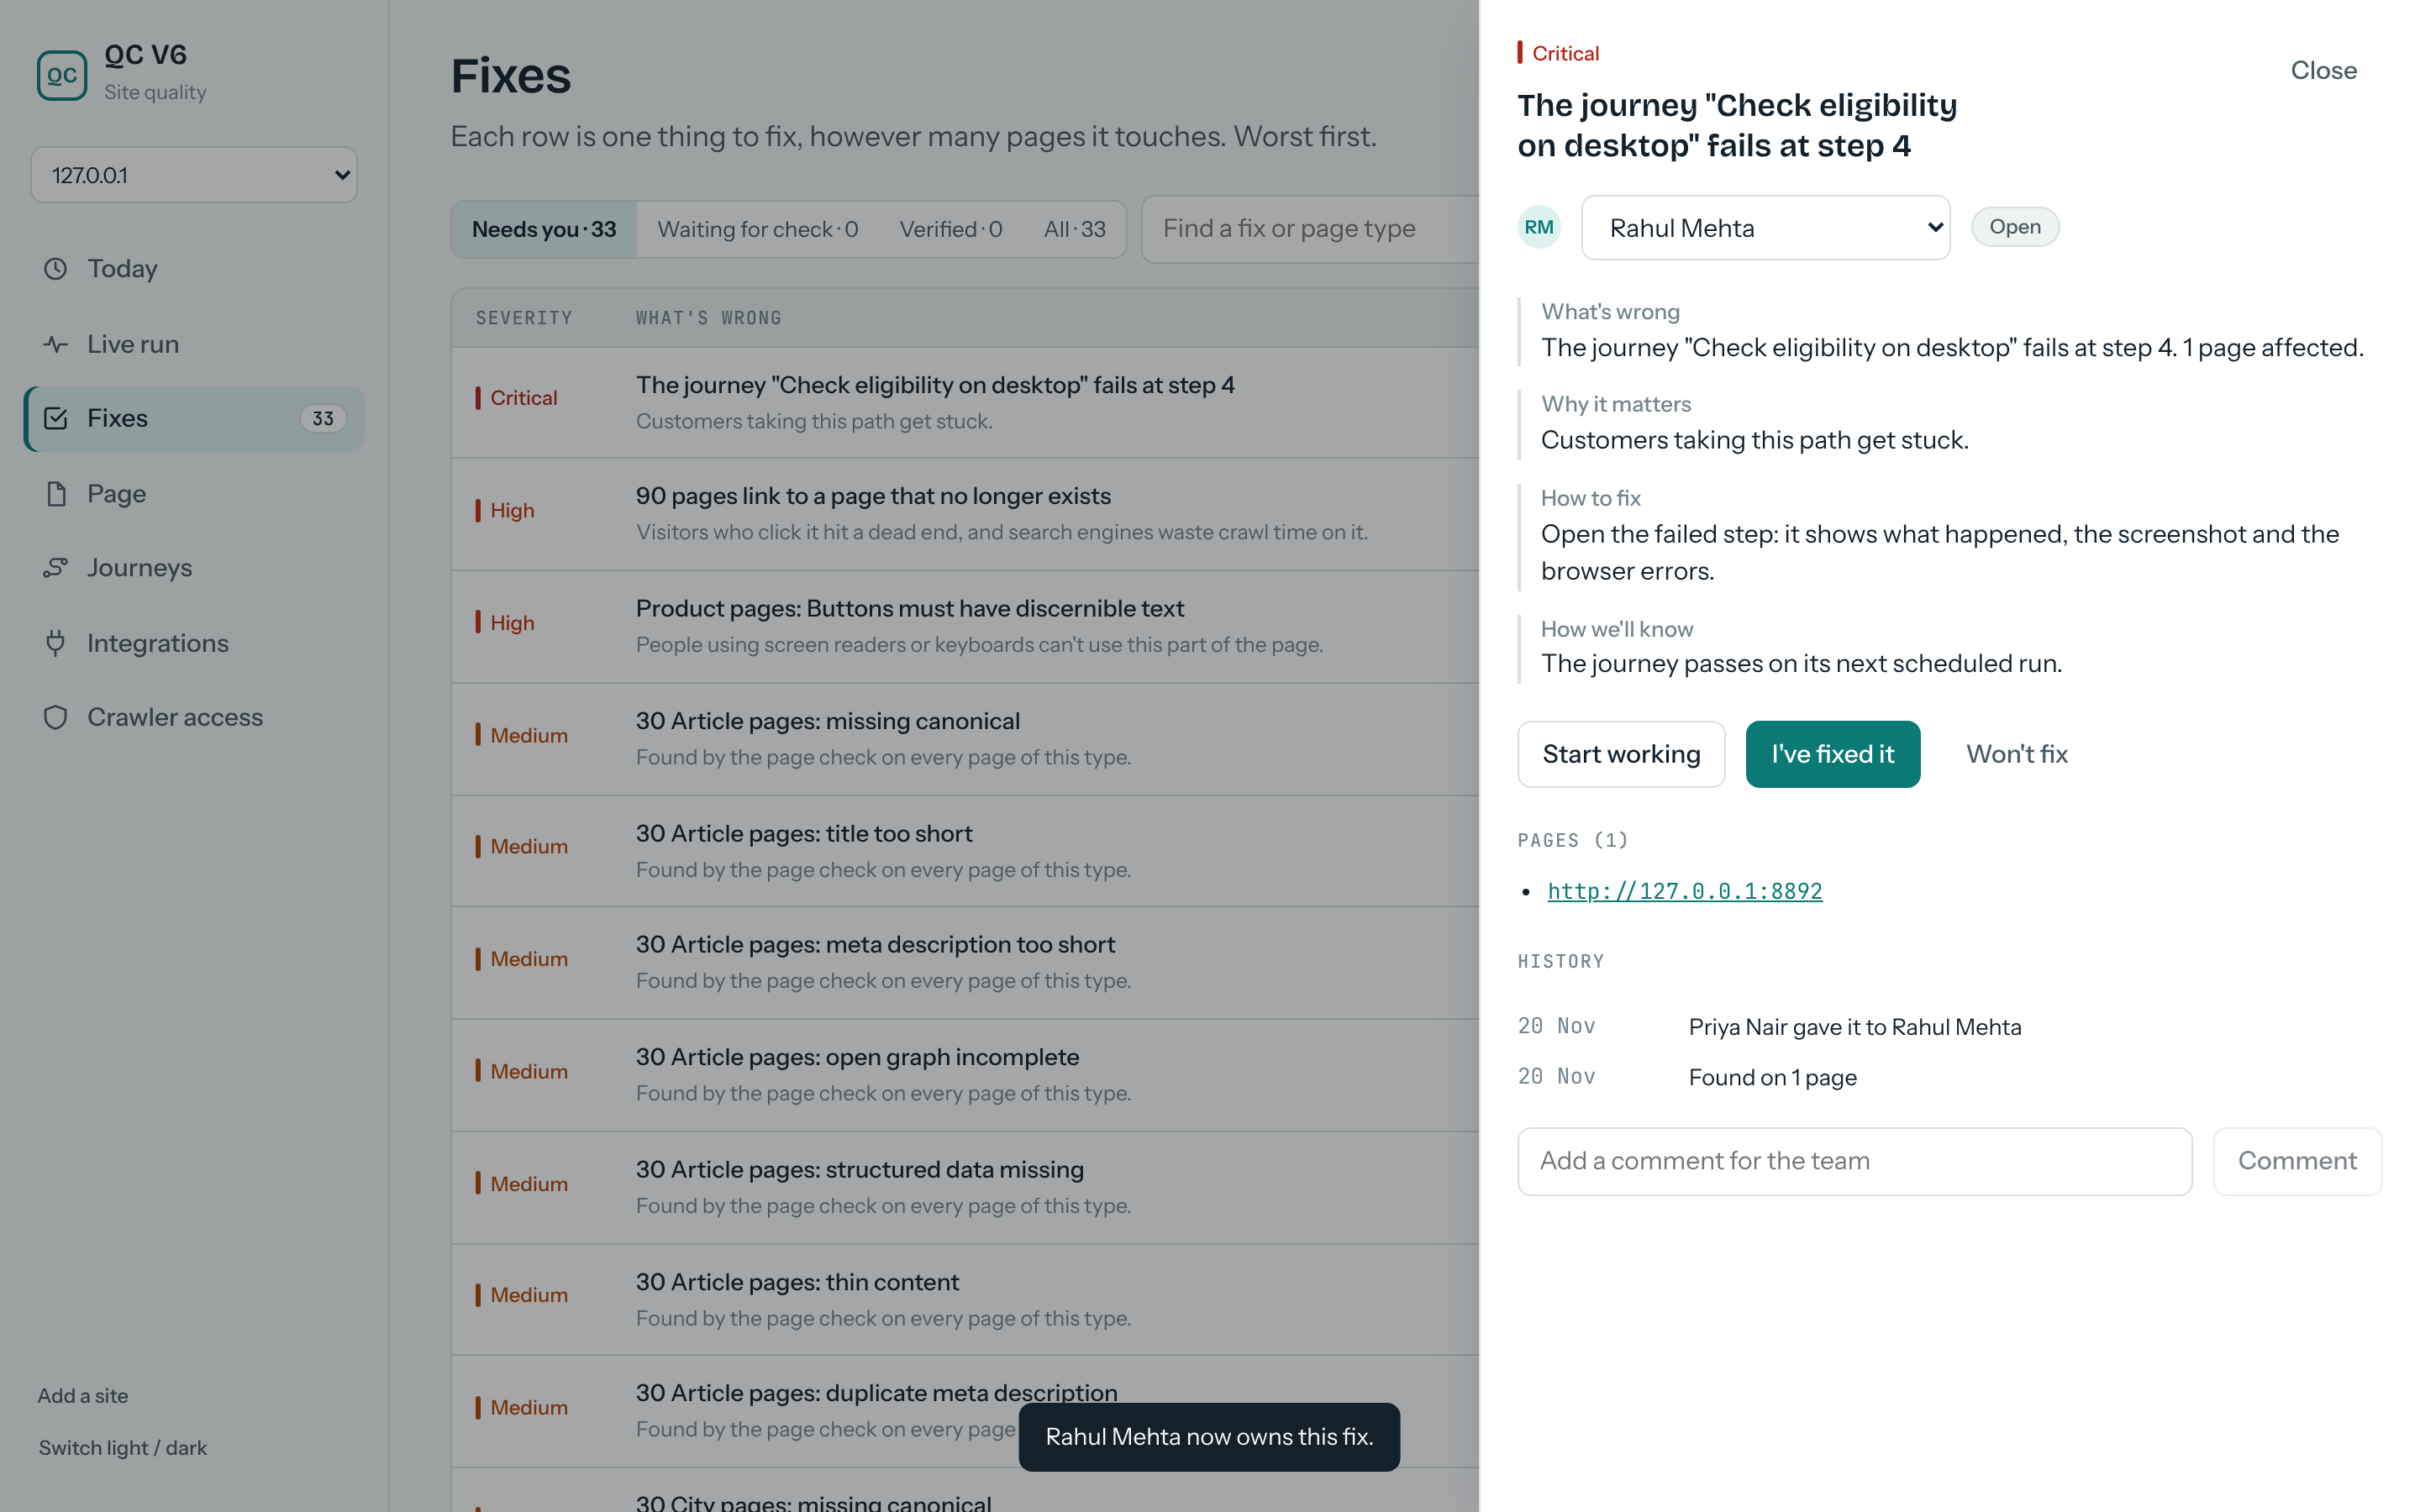 QC
QC V6
Site quality
127.0.0.1
Today
Live run
Fixes
33
Page
Journeys
Integrations
Crawler access
Add a site
Switch light / dark
Fixes
Each row is one thing to fix, however many pages it touches. Worst first.
Needs you · 33
Waiting for check · 0
Verified · 0
All · 33
Find a fix or page type
SEVERITY
WHAT'S WRONG
Critical
The journey "Check eligibility on desktop" fails at step 4
Customers taking this path get stuck.
High
90 pages link to a page that no longer exists
Visitors who click it hit a dead end, and search engines waste crawl time on it.
High
Product pages: Buttons must have discernible text
People using screen readers or keyboards can't use this part of the page.
Medium
30 Article pages: missing canonical
Found by the page check on every page of this type.
Medium
30 Article pages: title too short
Found by the page check on every page of this type.
Medium
30 Article pages: meta description too short
Found by the page check on every page of this type.
Medium
30 Article pages: open graph incomplete
Found by the page check on every page of this type.
Medium
30 Article pages: structured data missing
Found by the page check on every page of this type.
Medium
30 Article pages: thin content
Found by the page check on every page of this type.
Medium
30 Article pages: duplicate meta description
Found by the page check on every page
30 City pages: missing canonical
Rahul Mehta now owns this fix.
Critical
Close
The journey "Check eligibility
on desktop" fails at step 4
RM
Rahul Mehta
Open
What's wrong
The journey "Check eligibility on desktop" fails at step 4. 1 page affected.
Why it matters
Customers taking this path get stuck.
How to fix
Open the failed step: it shows what happened, the screenshot and the
browser errors.
How we'll know
The journey passes on its next scheduled run.
Start working
I've fixed it
Won't fix
PAGES (1)
• http://127.0.0.1:8892
HISTORY
20 Nov
Priya Nair gave it to Rahul Mehta
20 Nov
Found on 1 page
Add a comment for the team
Comment